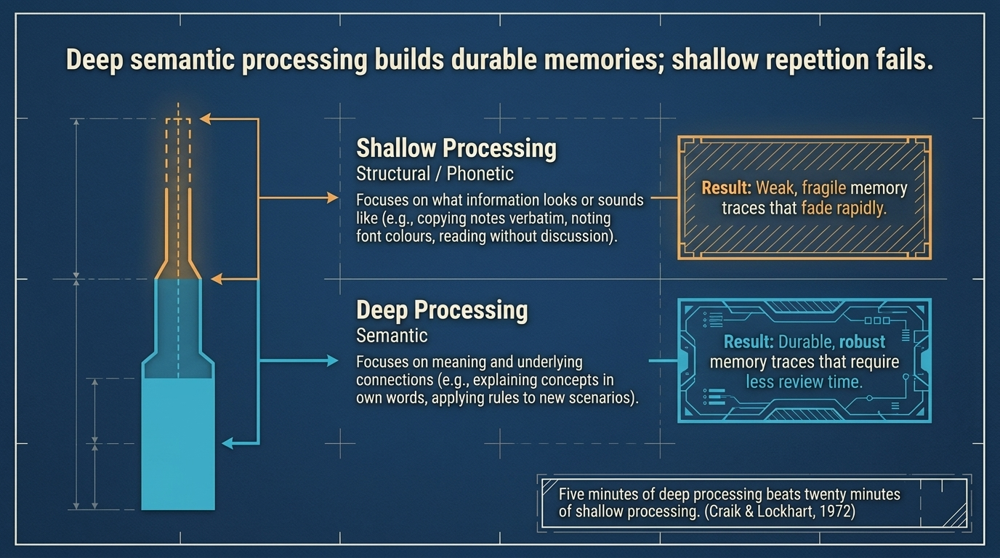 Deep semantic processing builds durable memories; shallow repettion fails.
Shallow Processing
Structural / Phonetic
Focuses on what information looks or sounds
like (e.g., copying notes verbatim, noting
font colours, reading without discussion).
Result: Weak, fragile memory
traces that fade rapidly.
Deep Processing
Semantic
Focuses on meaning and underlying
connections (e.g., explaining concepts in
own words, applying rules to new scenarios).
Result: Durable, robust
memory traces that require
less review time.
Five minutes of deep processing beats twenty minutes
of shallow processing. (Craik & Lockhart, 1972)